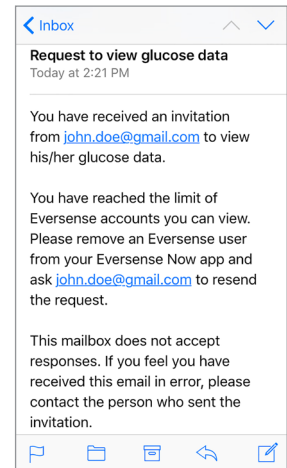 Inbox
Request to view glucose data
Today at 2:21 PM
You have received an invitation
from john.doe@gmail.com to view
his/her glucose data.
You have reached the limit of
Eversense accounts you can view.
Please remove an Eversense user
from your Eversense Now app and
ask john.doe@gmail.com to resend
the request.
This mailbox does not accept
responses. If you feel you have
received this email in error, please
contact the person who sent the
invitation.